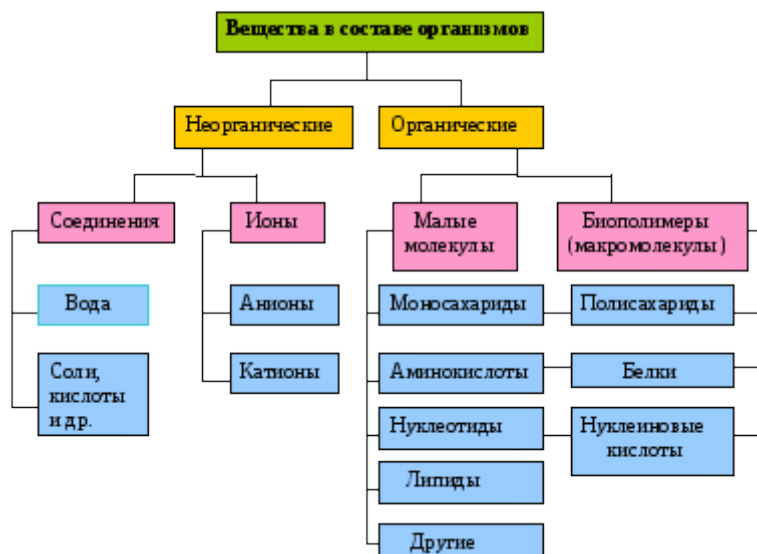 Вещества в составе организмов
Неорганические
Органические
Соединения
Ионы
Малые
молекулы
Биополимеры
(макромолекулы)
Вода
Анионы
Моносахариды
Полисахариды
Соли,
кислоты
и др.
Катионы
Аминокислоты
Белки
Нуклеотиды
Нуклеиновые
кислоты
Липиды
Другие